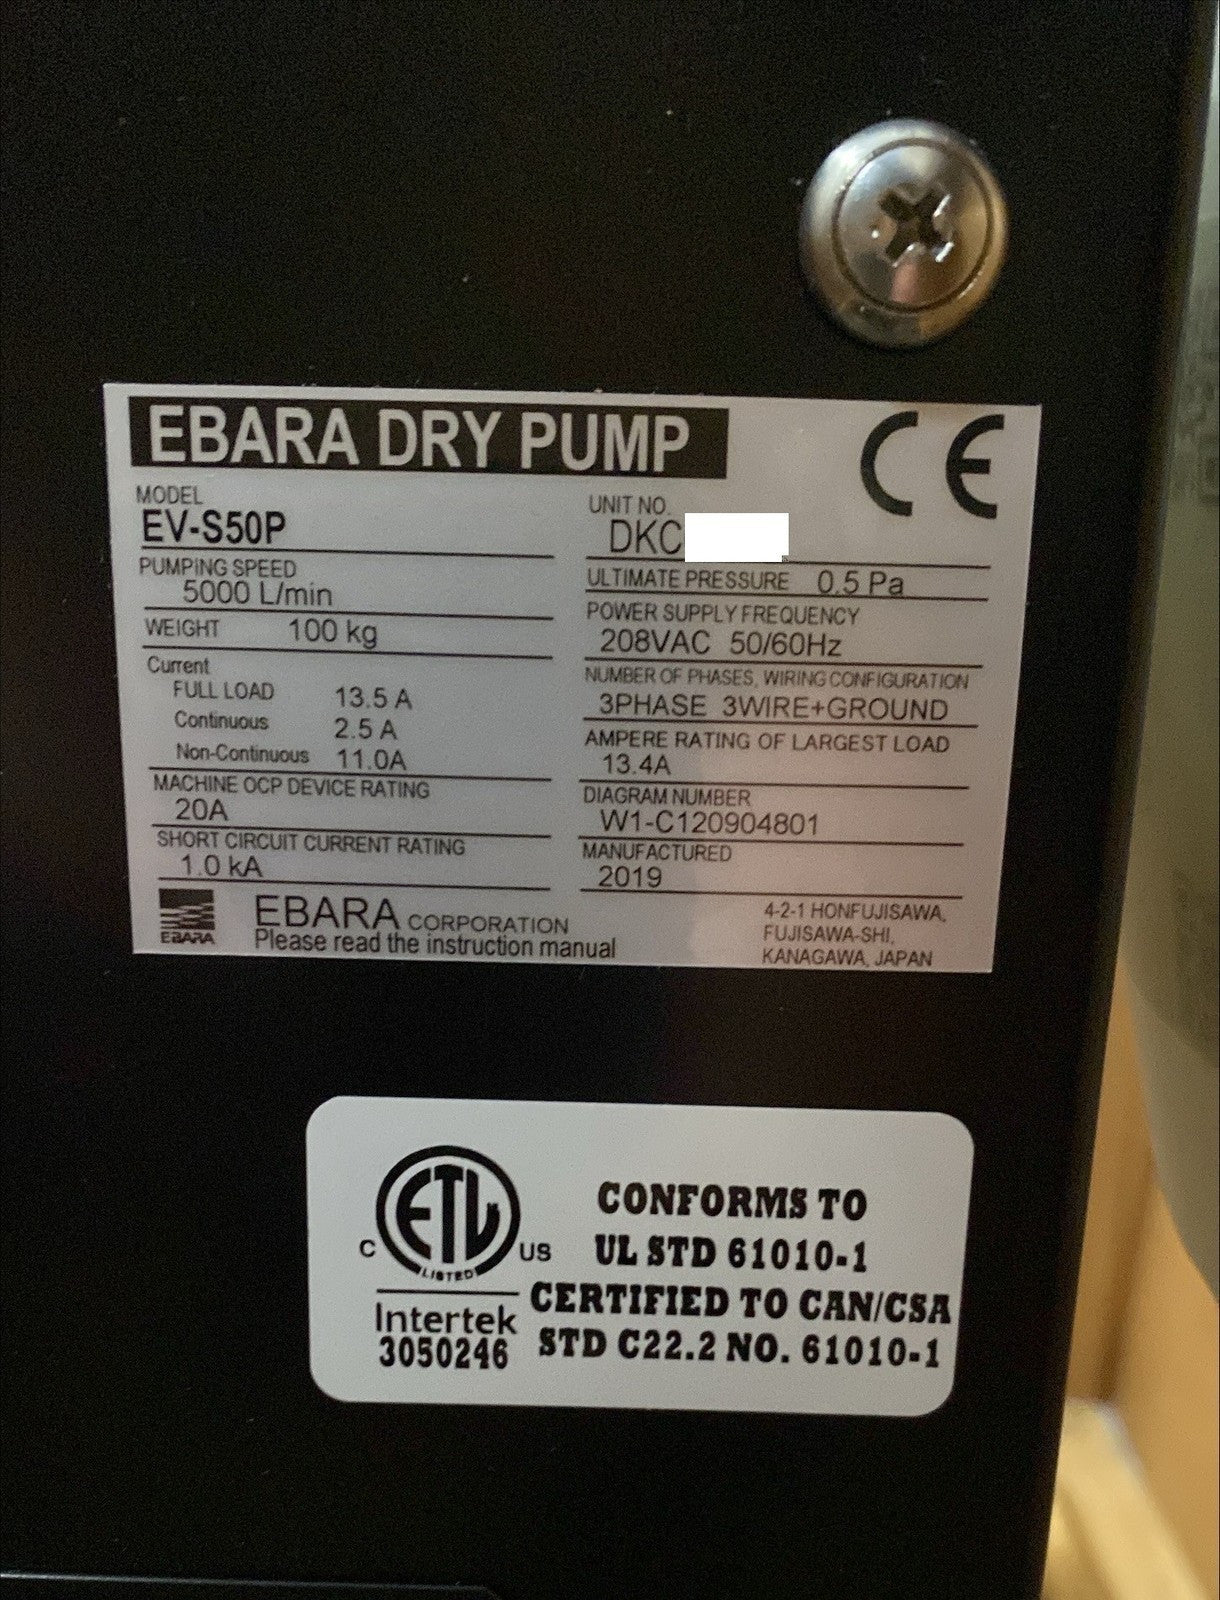 EBARA DRY PUMP
CE
MODEL
EV-S50P
UNIT NO.
DKC
PUMPING SPEED
5000 L/min
ULTIMATE PRESSURE 0.5 Pa
WEIGHT 100 kg
POWER SUPPLY FREQUENCY
208VAC 50/60Hz
Current
FULL LOAD 13.5 A
Continuous 2.5 A
Non-Continuous 11.0A
NUMBER OF PHASES, WIRING CONFIGURATION
3PHASE 3WIRE+GROUND
AMPERE RATING OF LARGEST LOAD
13.4A
MACHINE OCP DEVICE RATING
20A
DIAGRAM NUMBER
W1-C120904801
SHORT CIRCUIT CURRENT RATING
1.0 kA
MANUFACTURED
2019
EBARA
EBARA CORPORATION
Please read the instruction manual
4-2-1 HONFUJISAWA,
FUJISAWA-SHI,
KANAGAWA, JAPAN
C ETL US
LISTED
Intertek
3050246
CONFORMS TO
UL STD 61010-1
CERTIFIED TO CAN/CSA
STD C22.2 NO. 61010-1